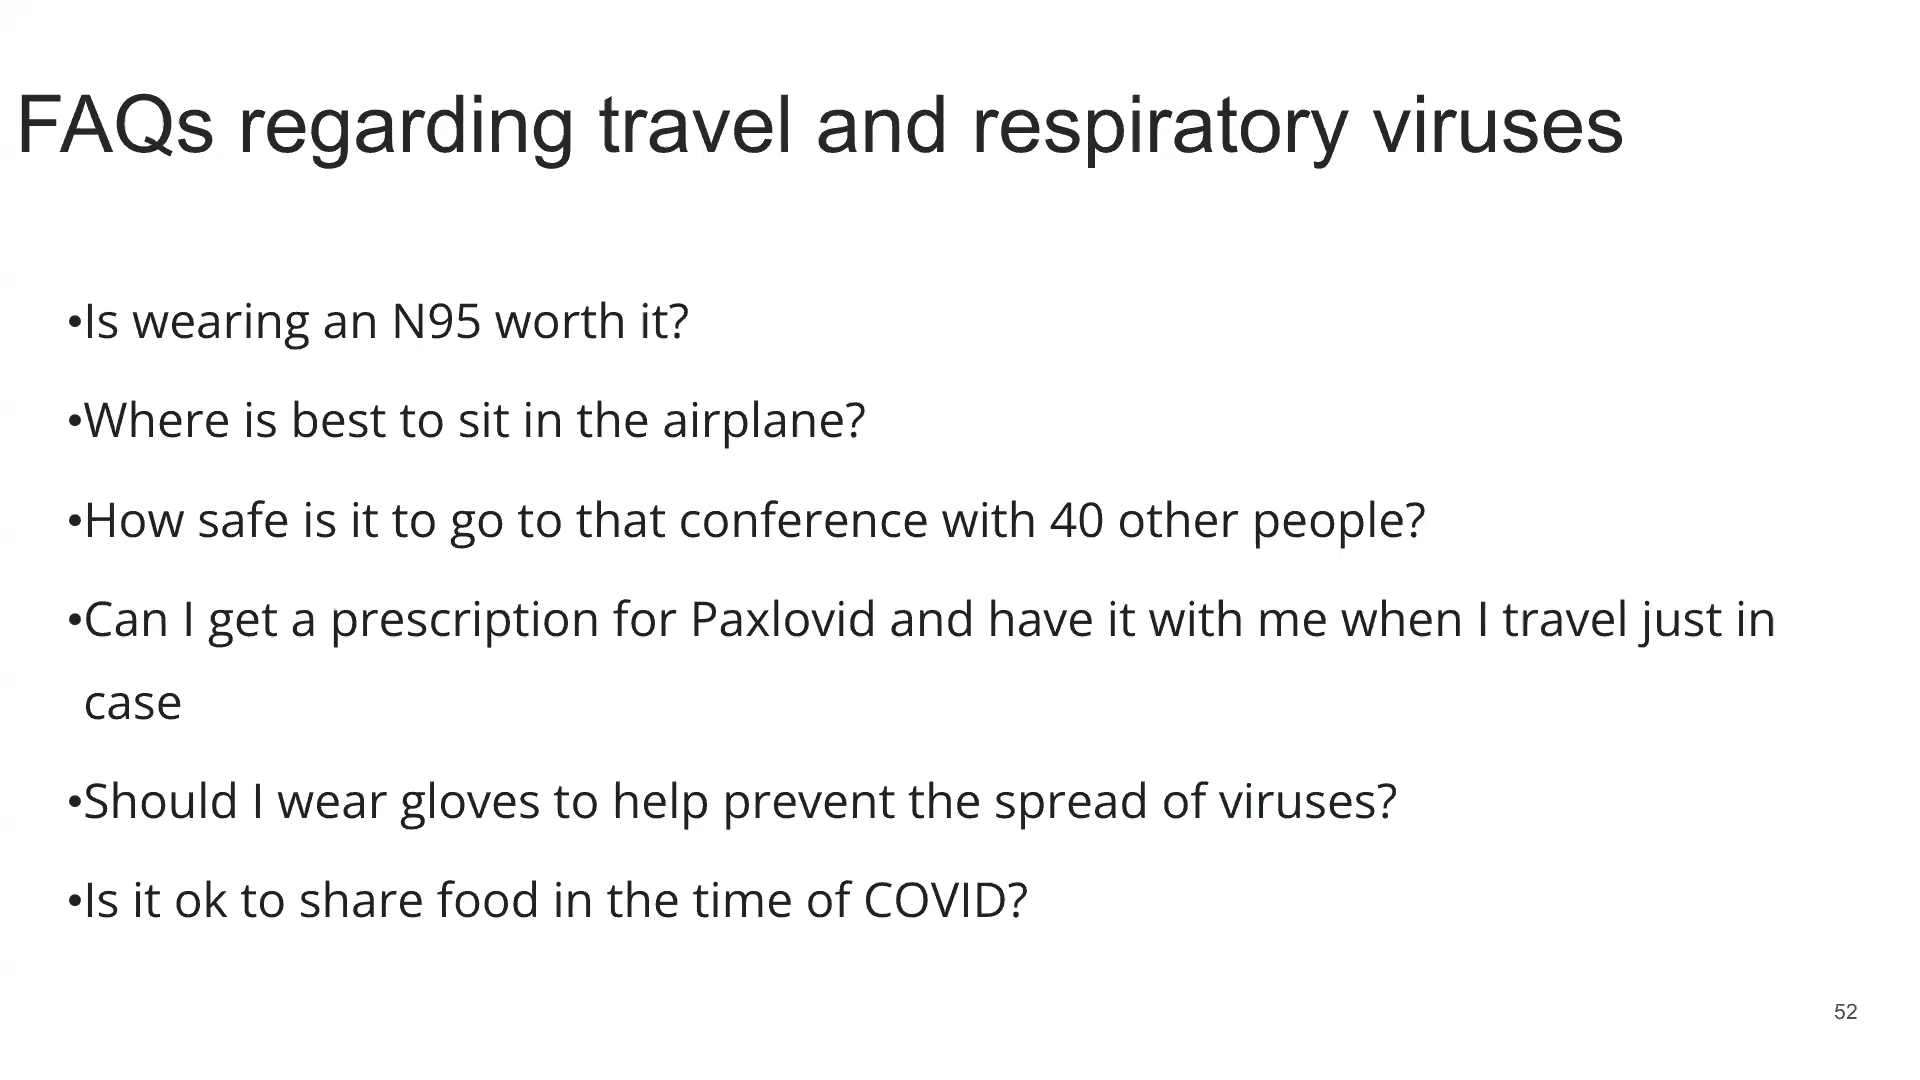 FAQs regarding travel and respiratory viruses
•Is wearing an N95 worth it?
•Where is best to sit in the airplane?
•How safe is it to go to that conference with 40 other people?
•Can I get a prescription for Paxlovid and have it with me when I travel just in
case
•Should I wear gloves to help prevent the spread of viruses?
•Is it ok to share food in the time of COVID?
52